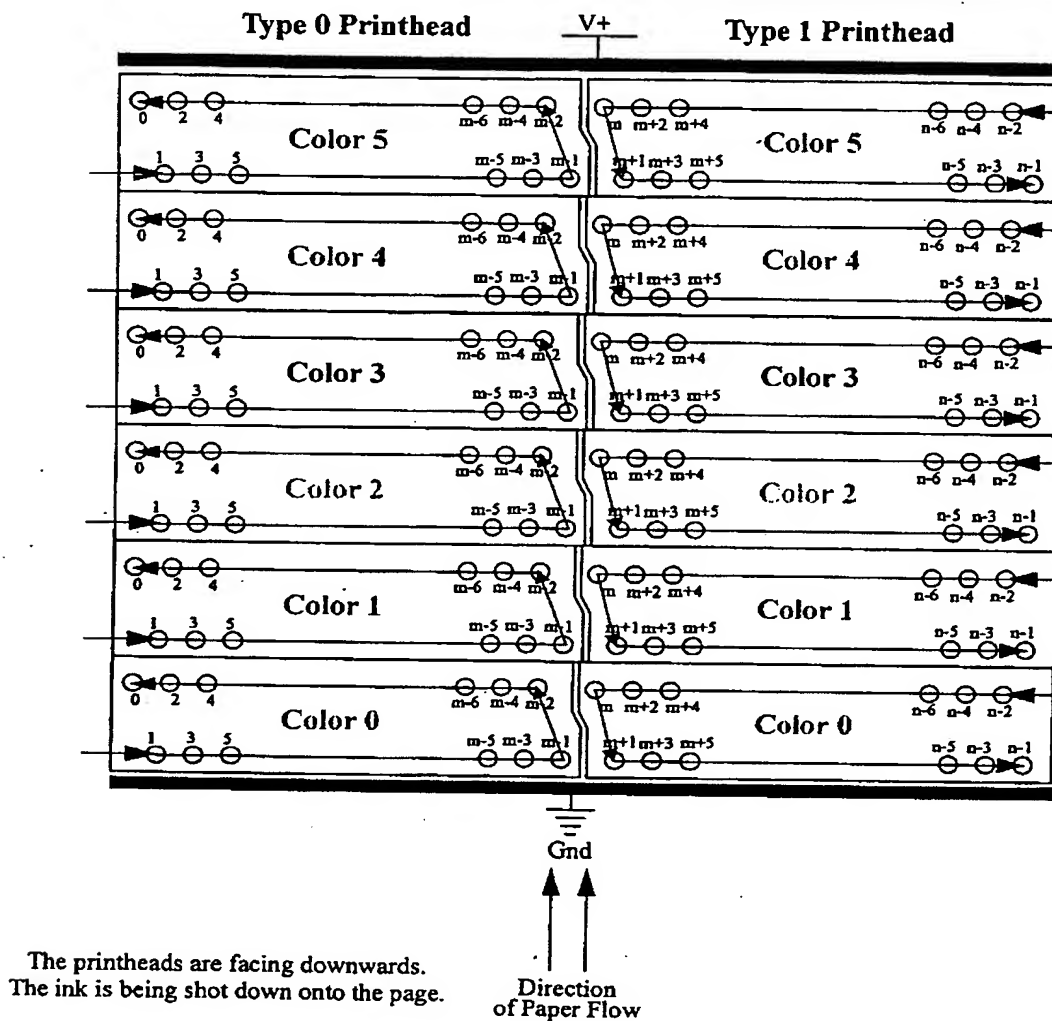 Type 0 Printhead V+ Type 1 Printhead
0 2 4 m-6 m-4 m-2 m m+2 m+4 n-6 n-4 n-2
Color 5 Color 5
1 3 5 m-5 m-3 m-1 m+1 m+3 m+5 n-5 n-3 n-1
0 2 4 m-6 m-4 m-2 m m+2 m+4 n-6 n-4 n-2
Color 4 Color 4
1 3 5 m-5 m-3 m-1 m+1 m+3 m+5 n-5 n-3 n-1
0 2 4 m-6 m-4 m-2 m m+2 m+4 n-6 n-4 n-2
Color 3 Color 3
1 3 5 m-5 m-3 m-1 m+1 m+3 m+5 n-5 n-3 n-1
0 2 4 m-6 m-4 m-2 m m+2 m+4 n-6 n-4 n-2
Color 2 Color 2
1 3 5 m-5 m-3 m-1 m+1 m+3 m+5 n-5 n-3 n-1
0 2 4 m-6 m-4 m-2 m m+2 m+4 n-6 n-4 n-2
Color 1 Color 1
1 3 5 m-5 m-3 m-1 m+1 m+3 m+5 n-5 n-3 n-1
0 2 4 m-6 m-4 m-2 m m+2 m+4 n-6 n-4 n-2
Color 0 Color 0
1 3 5 m-5 m-3 m-1 m+1 m+3 m+5 n-5 n-3 n-1
Gnd
The printheads are facing downwards.
The ink is being shot down onto the page.
Direction
of Paper Flow